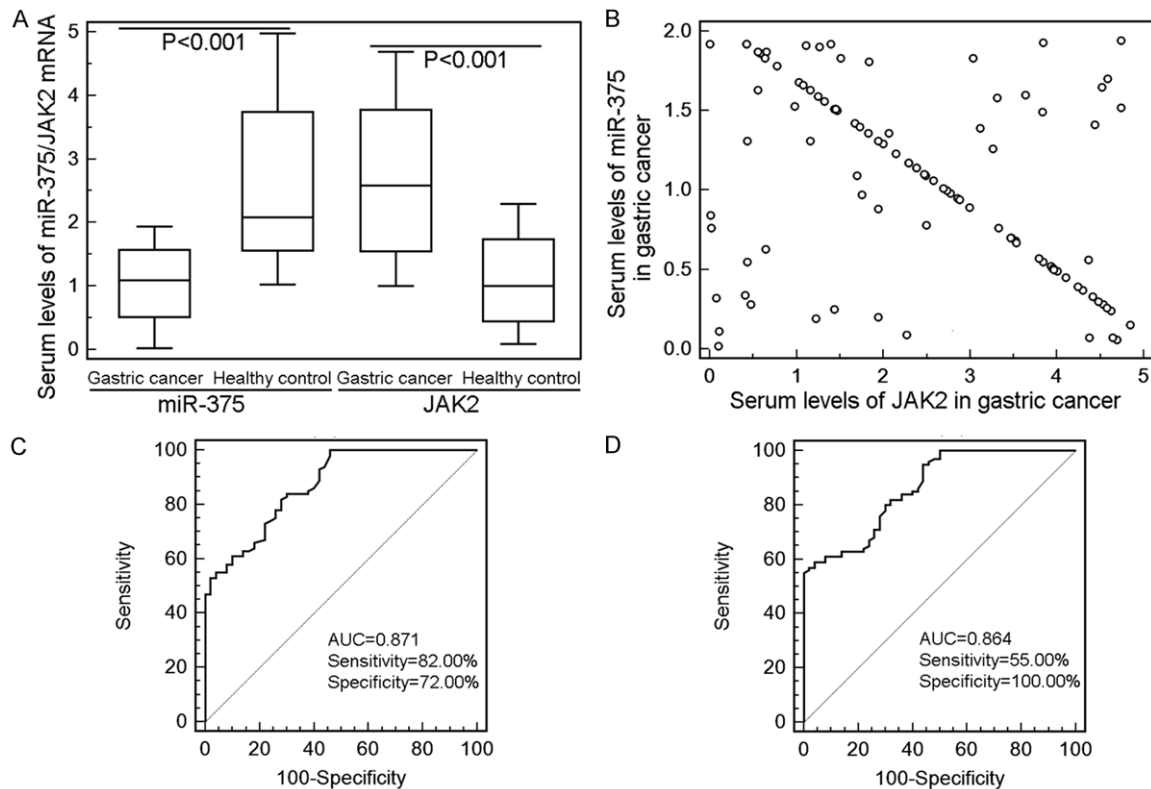 A
Serum levels of miR-375/JAK2 mRNA
5
4
3
2
1
0
P<0.001
P<0.001
Gastric cancer Healthy control Gastric cancer Healthy control
miR-375 JAK2
B
Serum levels of miR-375
in gastric cancer
2.0
1.5
1.0
0.5
0.0
0 1 2 3 4 5
Serum levels of JAK2 in gastric cancer
C
Sensitivity
100
80
60
40
20
0
AUC=0.871
Sensitivity=82.00%
Specificity=72.00%
0 20 40 60 80 100
100-Specificity
D
Sensitivity
100
80
60
40
20
0
AUC=0.864
Sensitivity=55.00%
Specificity=100.00%
0 20 40 60 80 100
100-Specificity